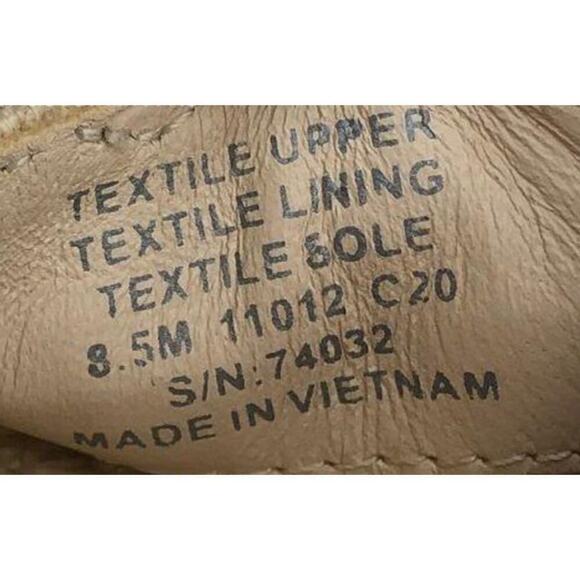 TEXTILE UPPER
TEXTILE LINING
TEXTILE SOLE
8.5M 11012 C20
S/N:74032
MADE IN VIETNAM